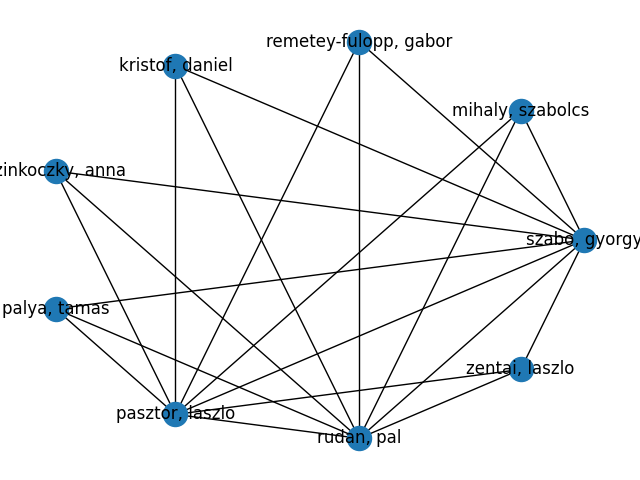 remetey-fulopp, gabor
kristof, daniel
mihaly, szabolcs
zinkoczky, anna
szabo, gyorgy
palya, tamas
zentai, laszlo
pasztor, laszlo
rudan, pal